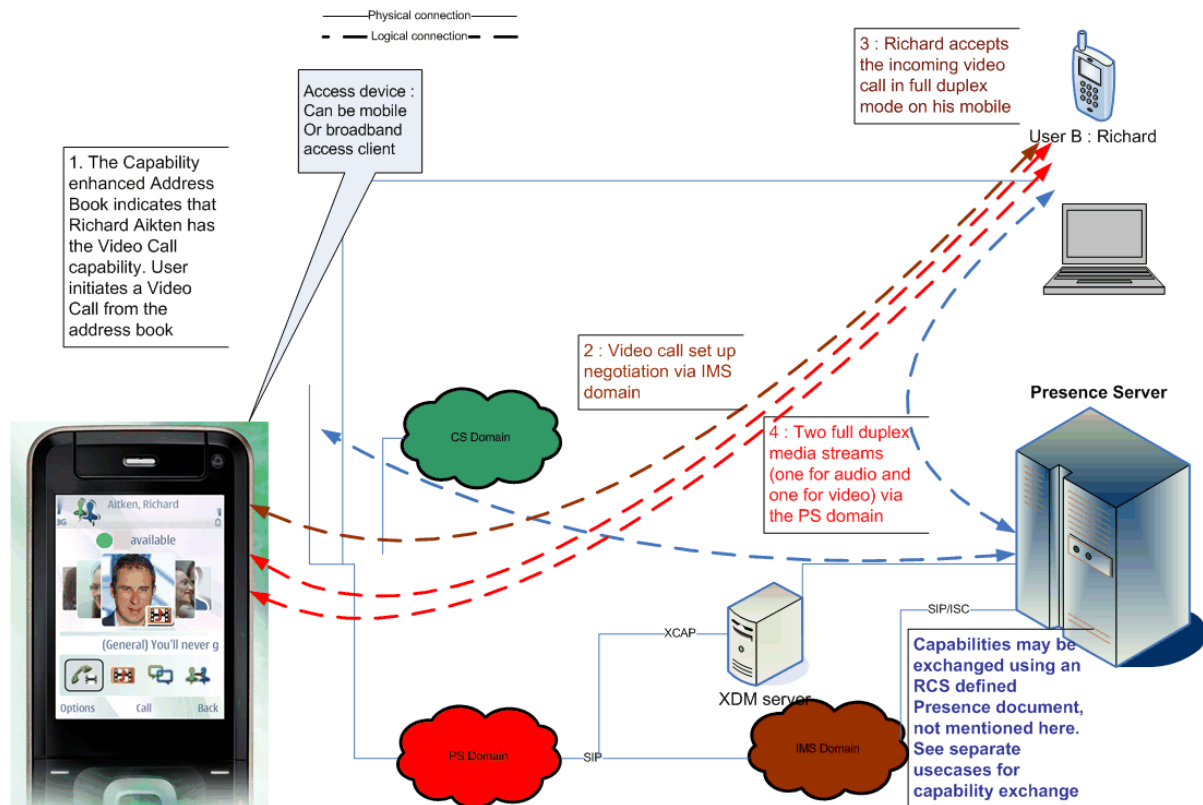 Physical connection
Logical connection
Access device :
Can be mobile
Or broadband
access client
1. The Capability
enhanced Address
Book indicates that
Richard Aikten has
the Video Call
capability. User
initiates a Video
Call from the
address book
3 : Richard accepts
the incoming video
call in full duplex
mode on his mobile
User B : Richard
2 : Video call set up
negotiation via IMS
domain
CS Domain
4 : Two full duplex
media streams
(one for audio and
one for video) via
the PS domain
Presence Server
3G
Aitken, Richard
available
(General) You'll never g
Options
Call
Back
XCAP
XDM server
SIP/ISC
PS Domain
SIP
IMS Domain
Capabilities may be
exchanged using an
RCS defined
Presence document,
not mentioned here.
See separate
usecases for
capability exchange